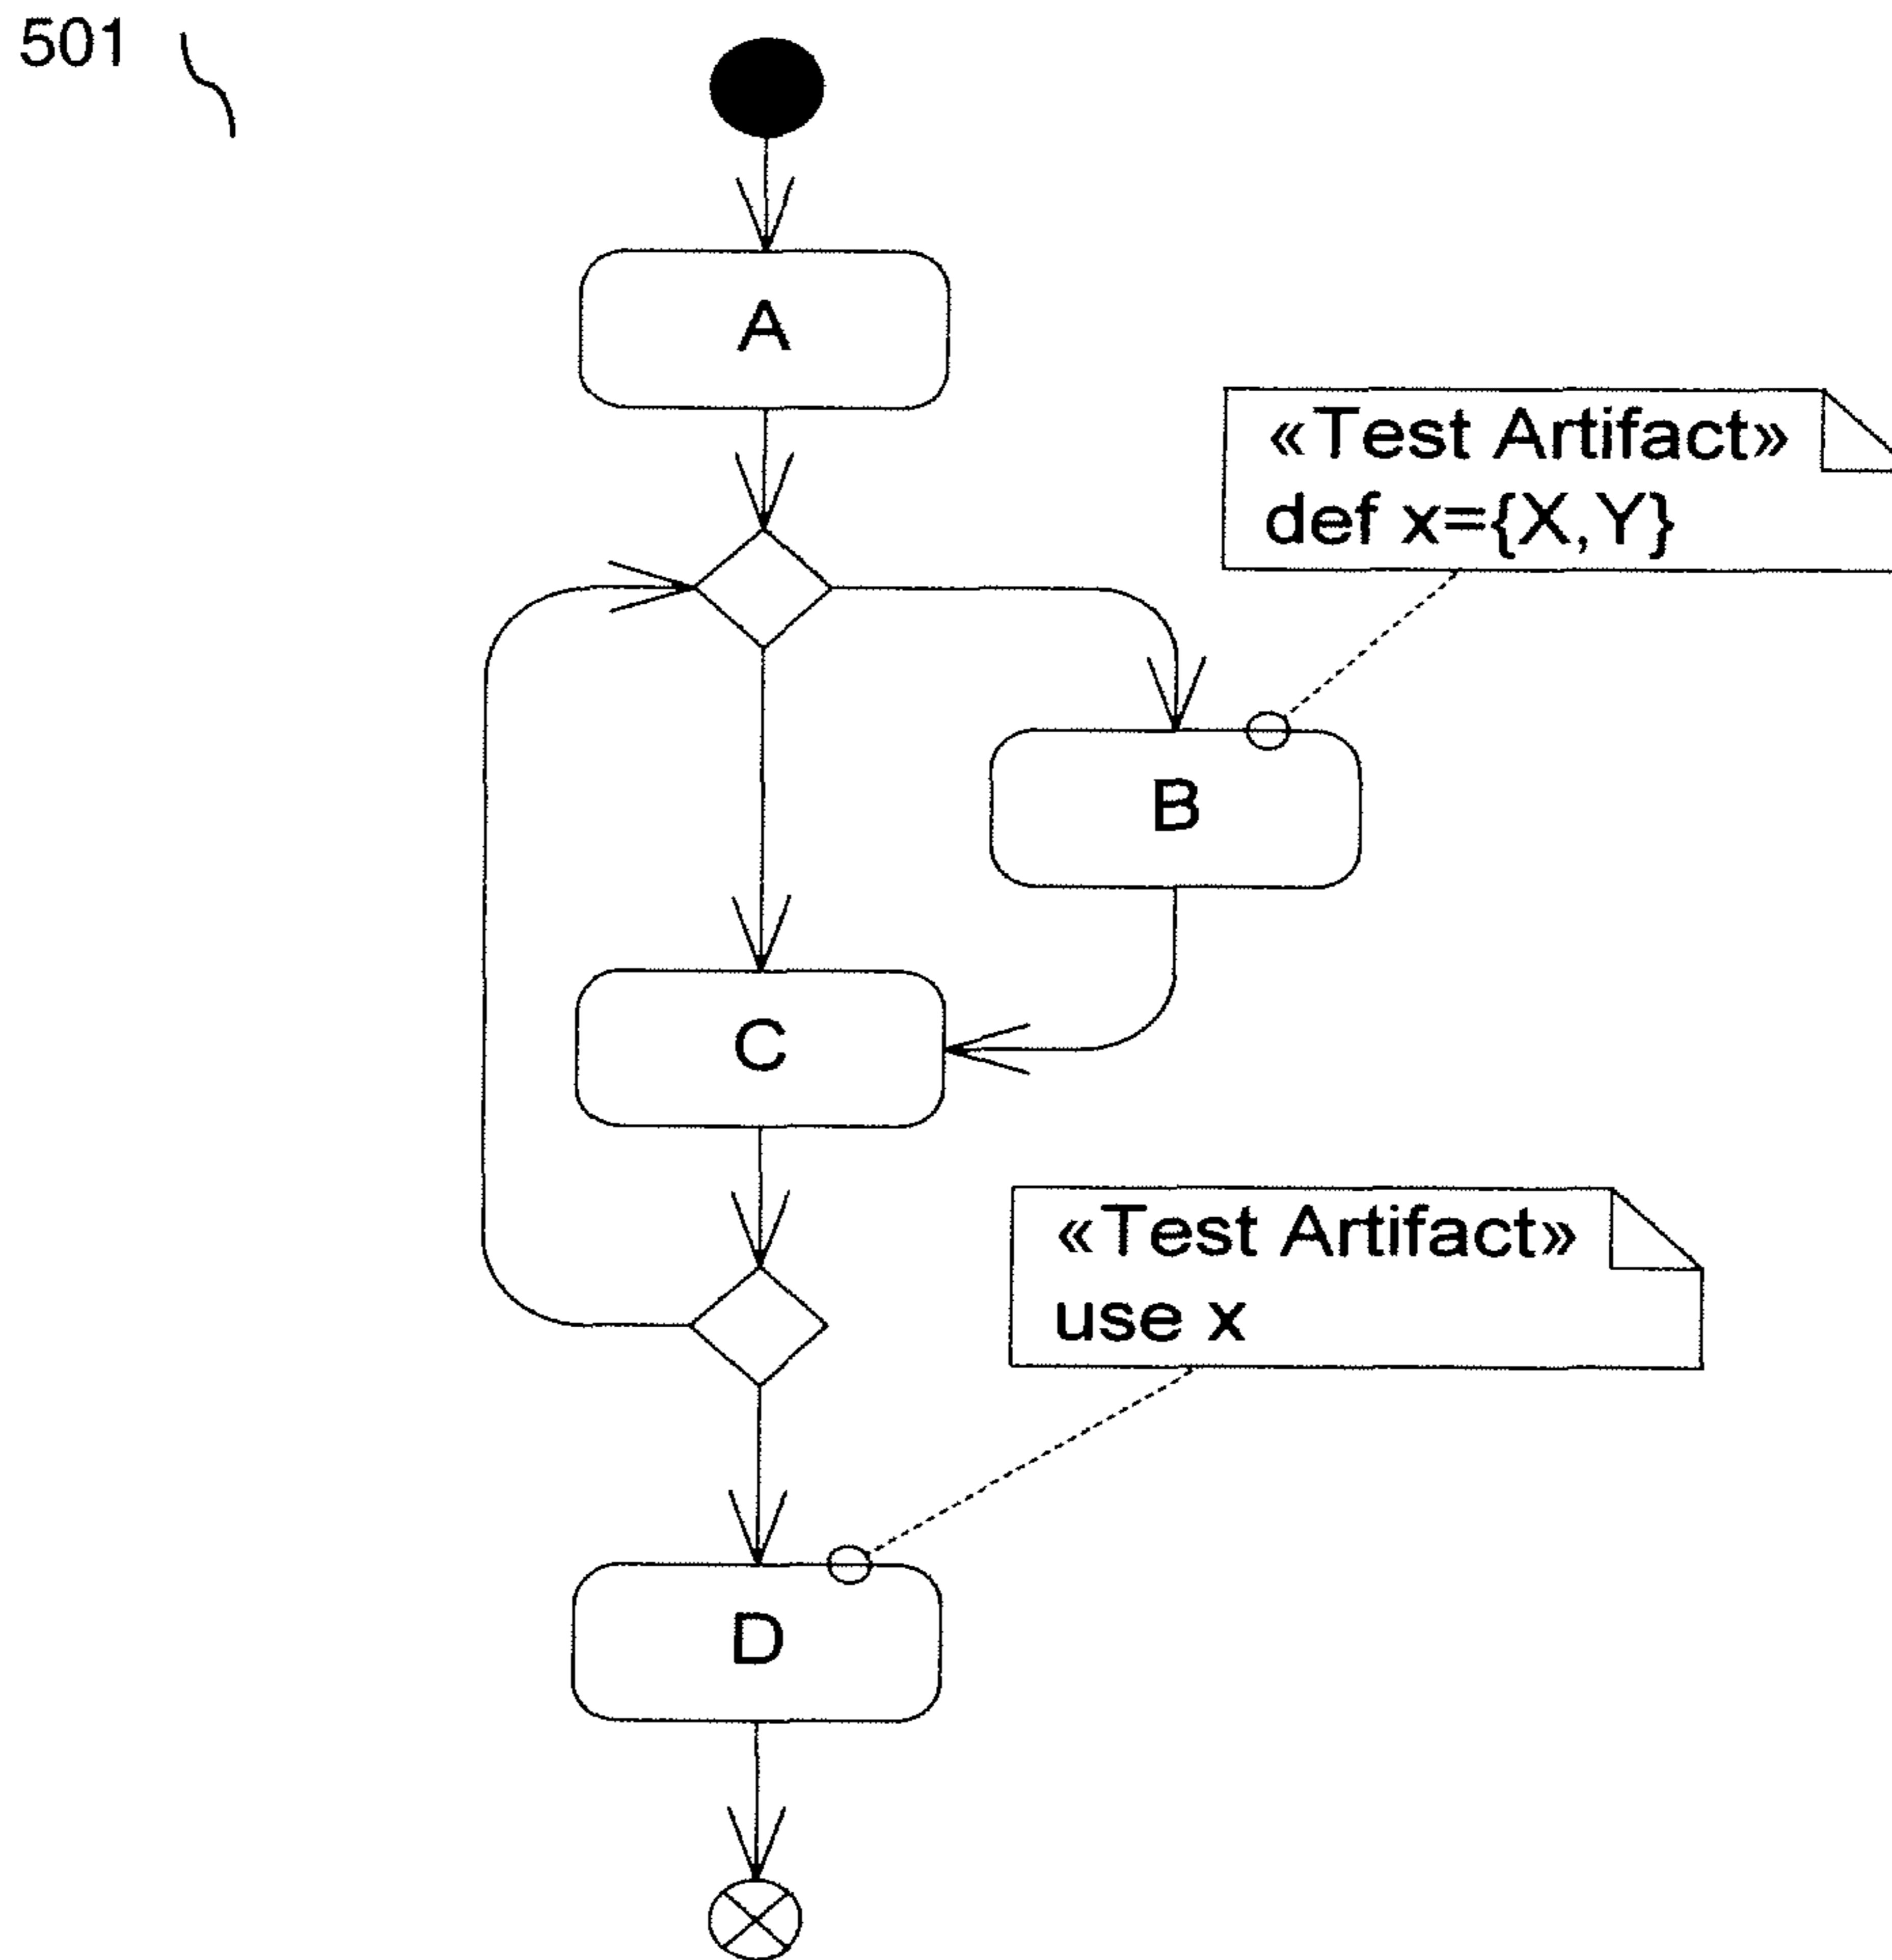 501
A
«Test Artifact»
def x={X,Y}
B
C
«Test Artifact»
use x
D